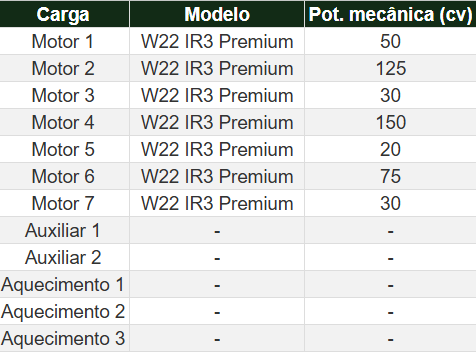 Carga Modelo Pot. mecânica (cv)
Motor 1 W22 IR3 Premium 50
Motor 2 W22 IR3 Premium 125
Motor 3 W22 IR3 Premium 30
Motor 4 W22 IR3 Premium 150
Motor 5 W22 IR3 Premium 20
Motor 6 W22 IR3 Premium 75
Motor 7 W22 IR3 Premium 30
Auxiliar 1 - -
Auxiliar 2 - -
Aquecimento 1 - -
Aquecimento 2 - -
Aquecimento 3 - -